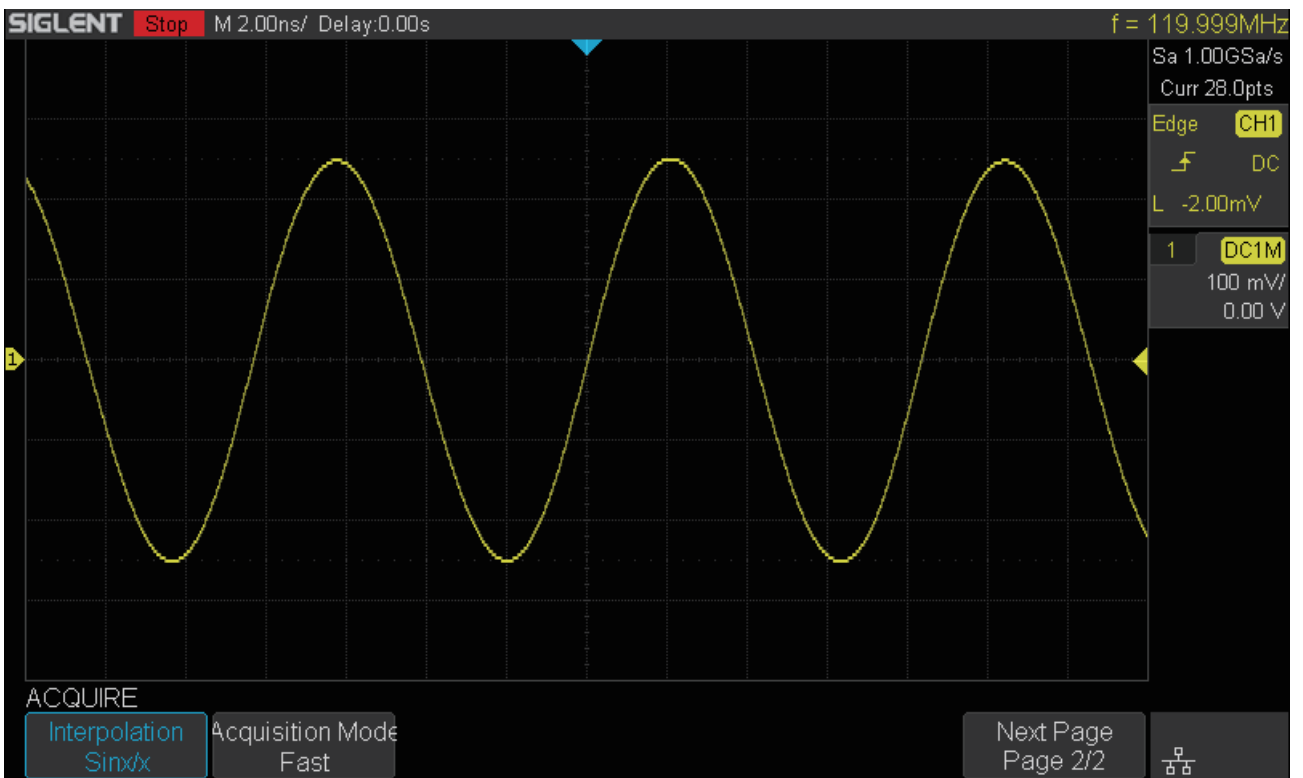 SIGLENT Stop M 2.00ns/ Delay:0.00s f = 119.999MHz
Sa 1.00GSa/s
Curr 28.0pts
Edge CH1
DC
L -2.00mV
1 DC1M
100 mV/
0.00 V
1
ACQUIRE
Interpolation
Sinx/x
Acquisition Mode
Fast
Next Page
Page 2/2